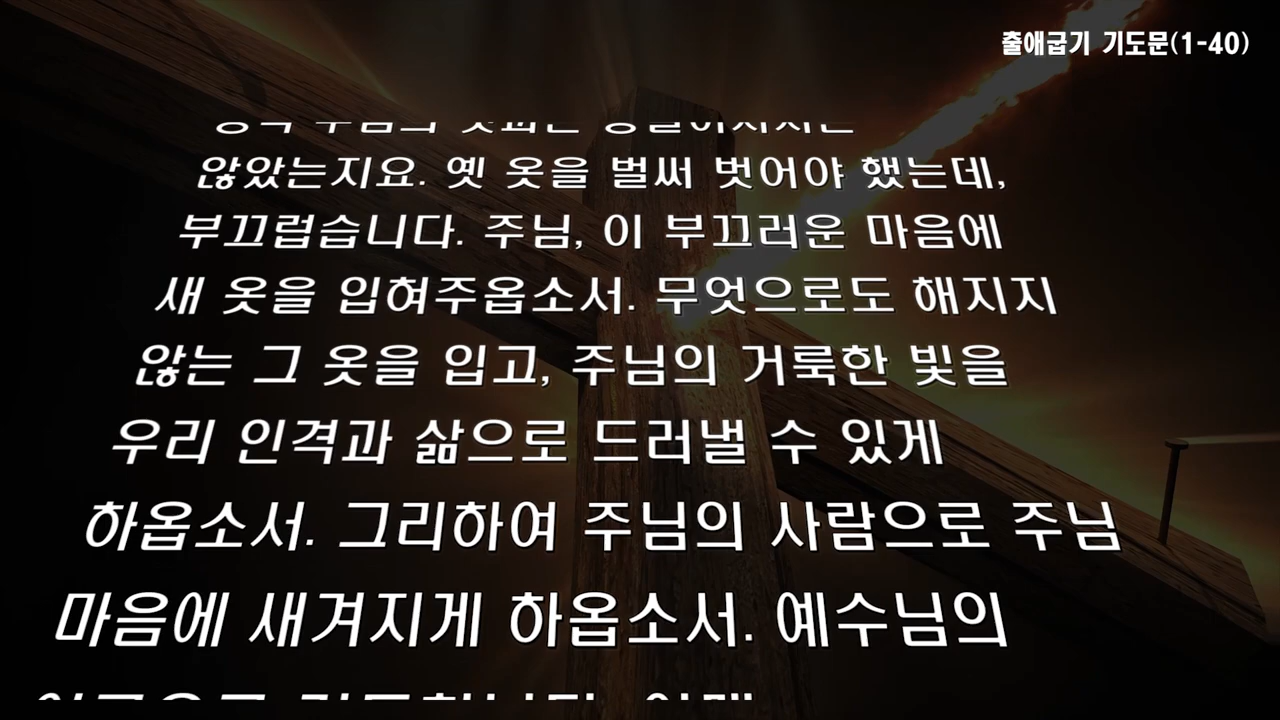 출애굽기 기도문(1-40)
않았는지요. 옛 옷을 벌써 벗어야 했는데,
부끄럽습니다. 주님, 이 부끄러운 마음에
새 옷을 입혀주옵소서. 무엇으로도 해지지
않는 그 옷을 입고, 주님의 거룩한 빛을
우리 인격과 삶으로 드러낼 수 있게
하옵소서. 그리하여 주님의 사람으로 주님
마음에 새겨지게 하옵소서. 예수님의